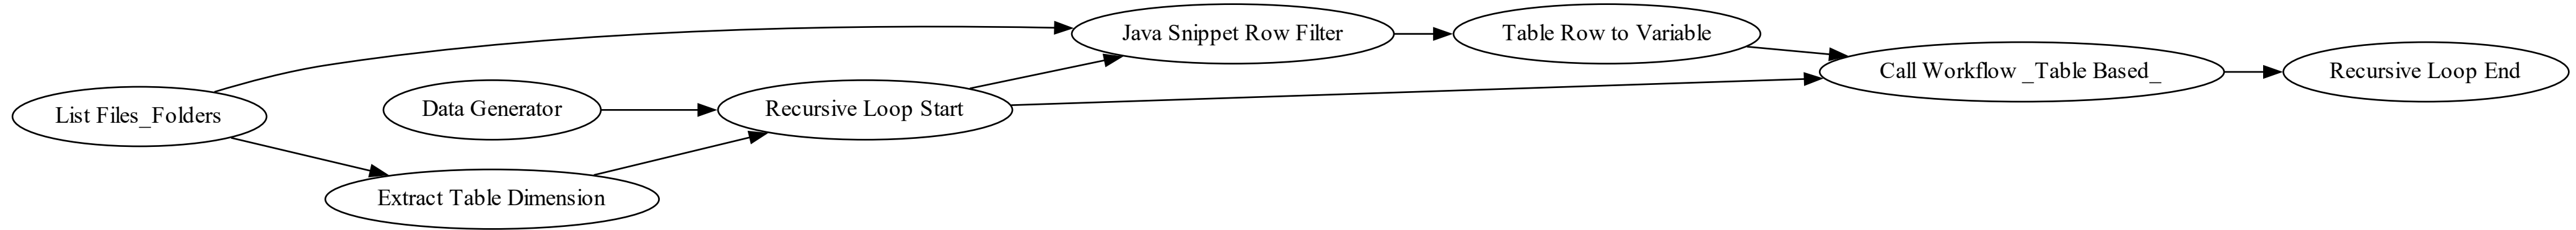 List Files_Folders
Data Generator
Extract Table Dimension
Recursive Loop Start
Java Snippet Row Filter
Table Row to Variable
Call Workflow _Table Based_
Recursive Loop End